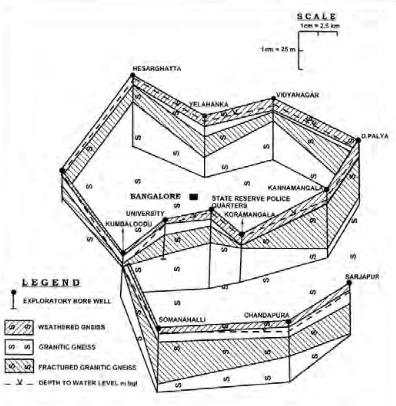 SCALE
1cm = 2.5 km
1cm = 25 m
HESARGHATTA
YELAHANKA
VIDYANAGAR
D.PALYA
KANNAMANGALA
BANGALORE
STATE RESERVE POLICE
QUARTERS
UNIVERSITY
KORAMANGALA
KUMBALGODU
SARJAPUR
SOMANAHALLI
CHANDAPURA
LEGEND
EXPLORATORY BORE WELL
WEATHERED GNEISS
GRANITIC GNEISS
FRACTURED GRANITIC GNEISS
DEPTH TO WATER LEVEL m.bgl